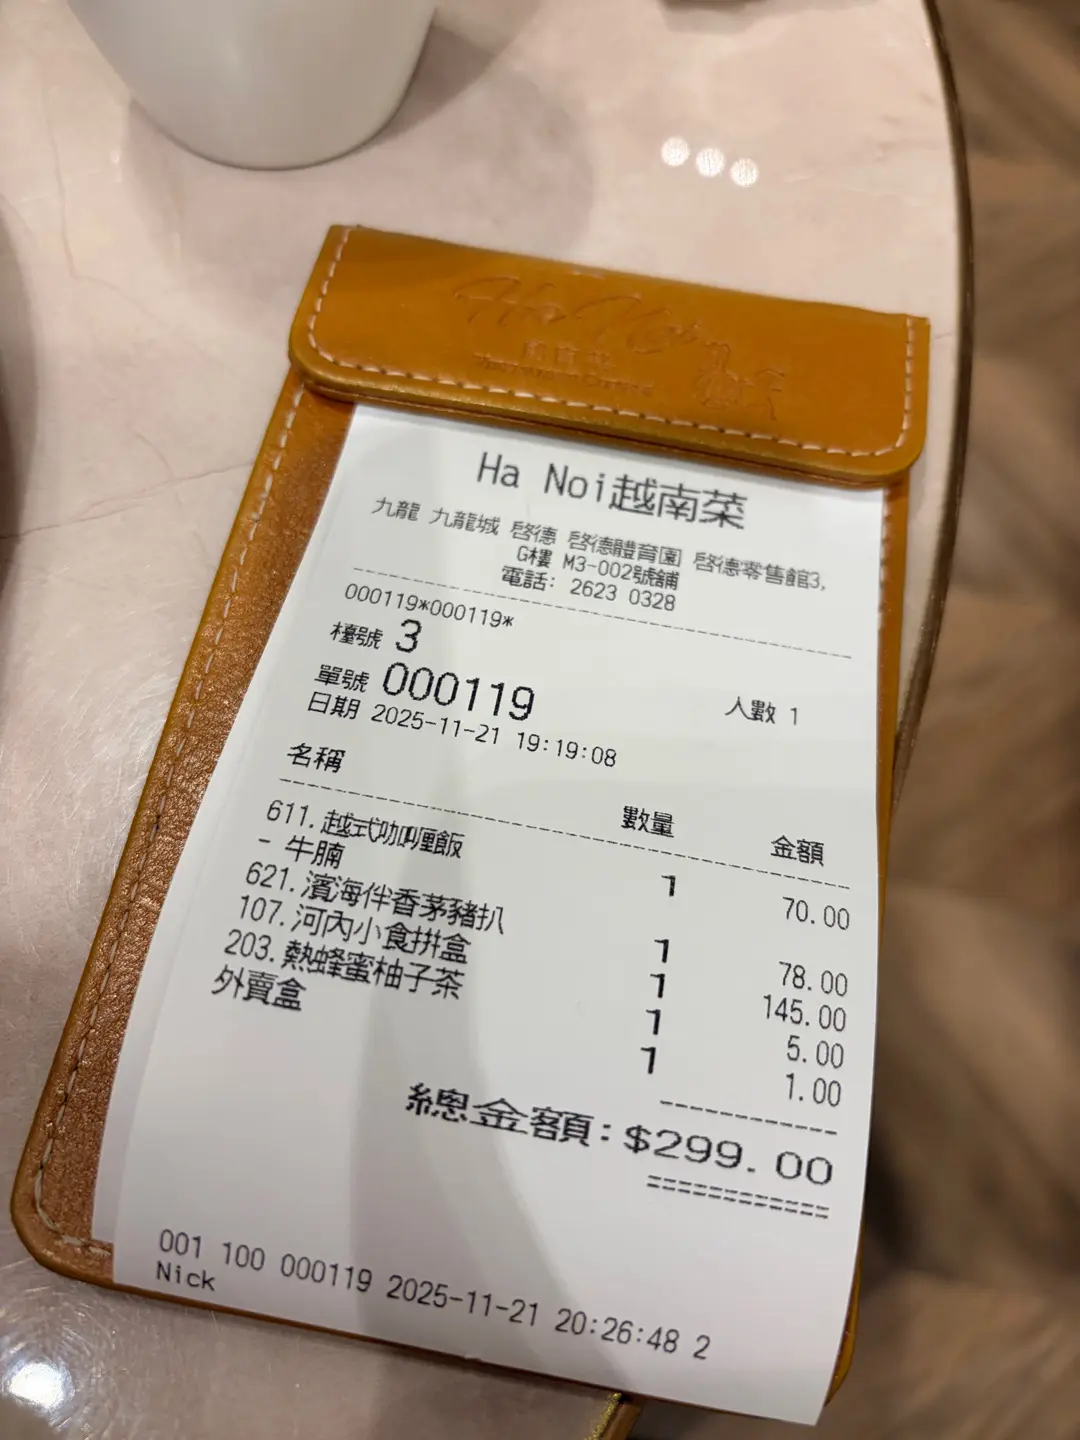 Ha Noi越南菜
九龍 九龍城 啓德 啓德體育園 啓德零售館3,
G樓 M3-002號舖
電話: 2623 0328
000119*000119*
檯號 3
單號 000119 人數 1
日期 2025-11-21 19:19:08
名稱 數量 金額
611.越式咖喱飯 1 70.00
- 牛腩
621.濱海伴香茅豬扒 1 78.00
107.河內小食拼盒 1 145.00
203.熱蜂蜜柚子茶 1 5.00
外賣盒 1 1.00
總金額:$299.00
============
001 100 000119 2025-11-21 20:26:48 2
Nick